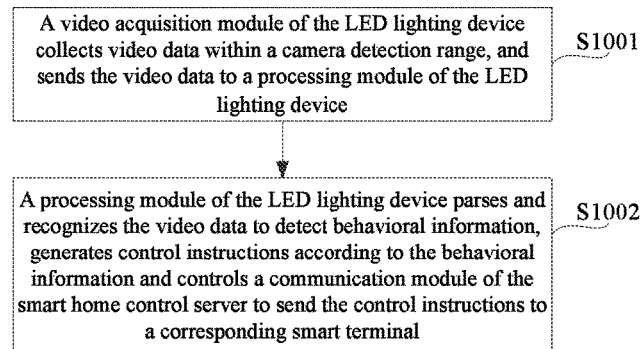 A video acquisition module of the LED lighting device
collects video data within a camera detection range, and
sends the video data to a processing module of the LED
lighting device
S1001
A processing module of the LED lighting device parses and
recognizes the video data to detect behavioral information,
generates control instructions according to the behavioral
information and controls a communication module of the
smart home control server to send the control instructions to
a corresponding smart terminal
S1002